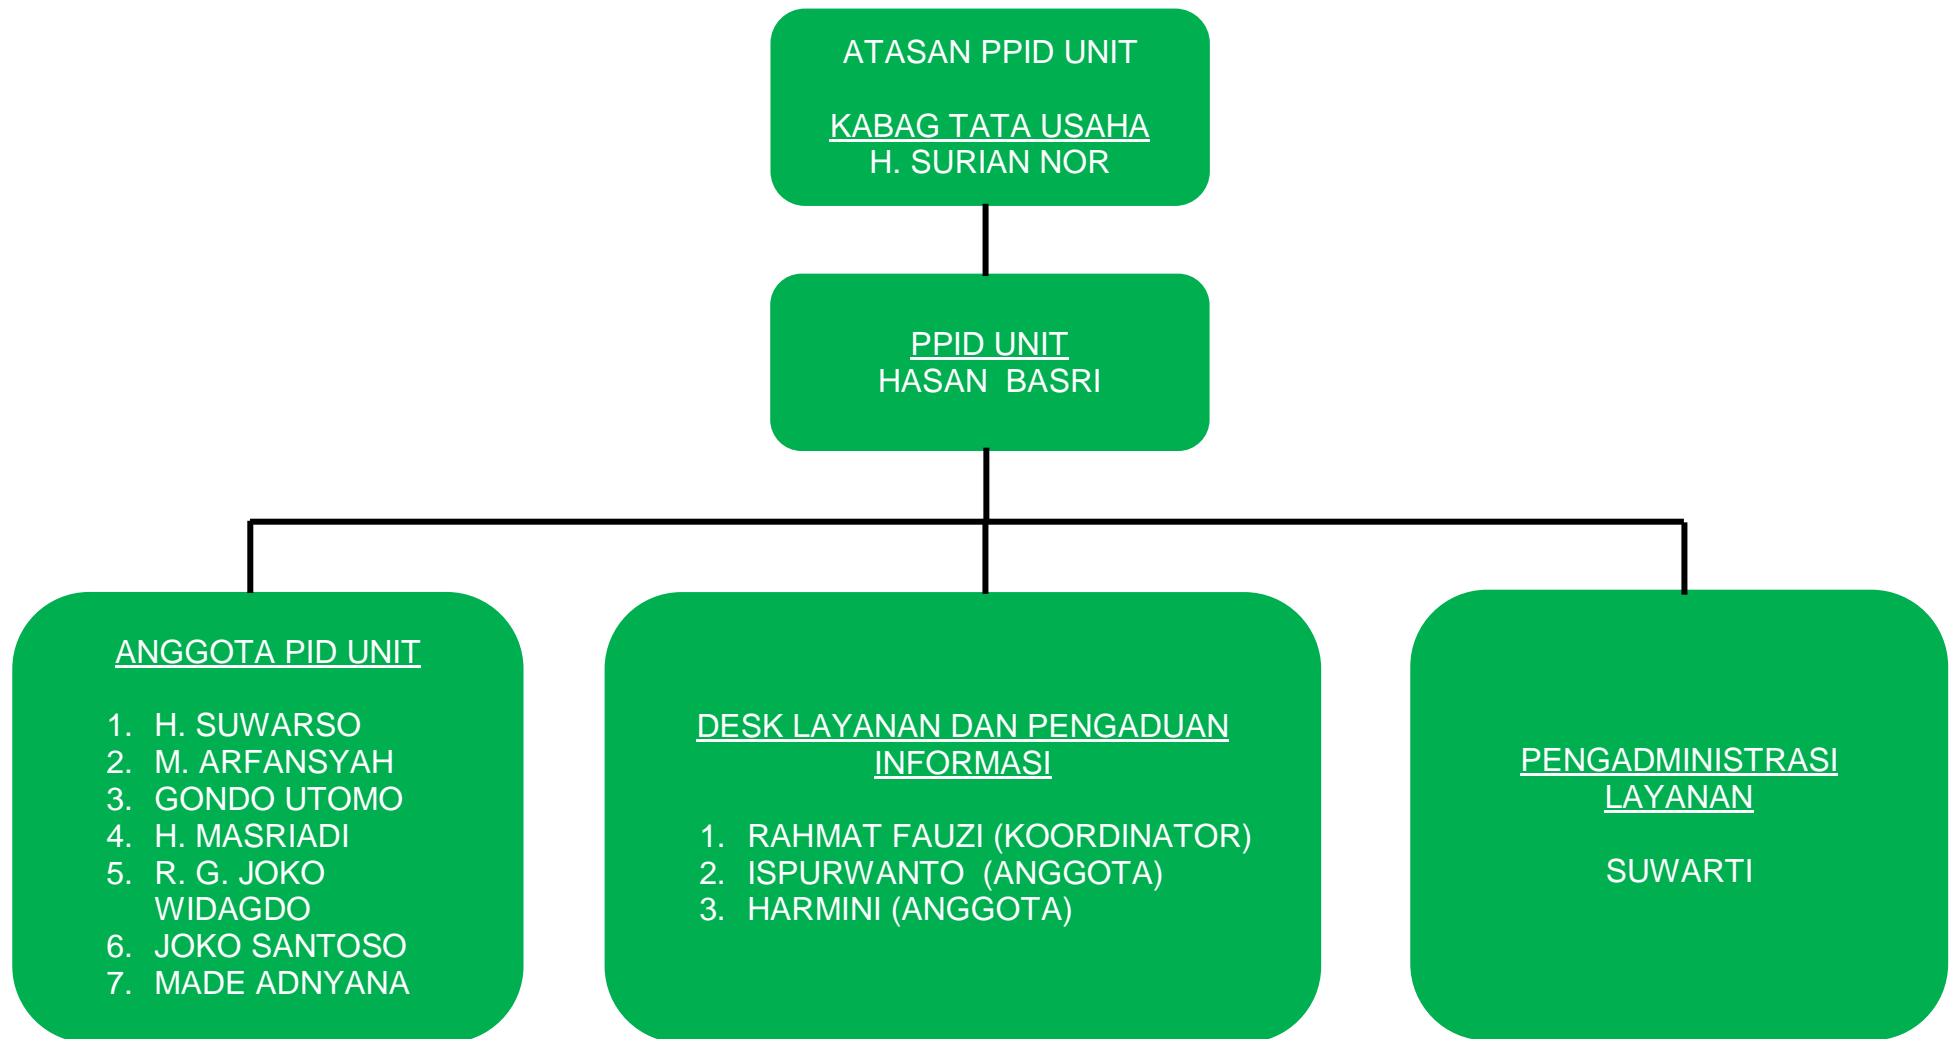 ATASAN PPID UNIT
KABAG TATA USAHA
H. SURIAN NOR
PPID UNIT
HASAN  BASRI
ANGGOTA PID UNIT
1. H. SUWARSO
2. M. ARFANSYAH
3. GONDO UTOMO
4. H. MASRIADI
5. R. G. JOKO
WIDAGDO
6. JOKO SANTOSO
7. MADE ADNYANA
DESK LAYANAN DAN PENGADUAN
INFORMASI
1. RAHMAT FAUZI (KOORDINATOR)
2. ISPURWANTO  (ANGGOTA)
3. HARMINI (ANGGOTA)
PENGADMINISTRASI
LAYANAN
SUWARTI